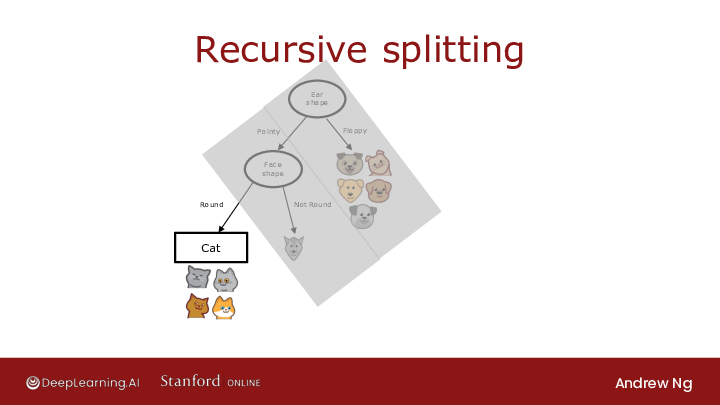 Recursive splitting
Ear
shape
Pointy
Floppy
Face
shape
Round
Not Round
Cat
DeepLearning.AI
Stanford ONLINE
Andrew Ng